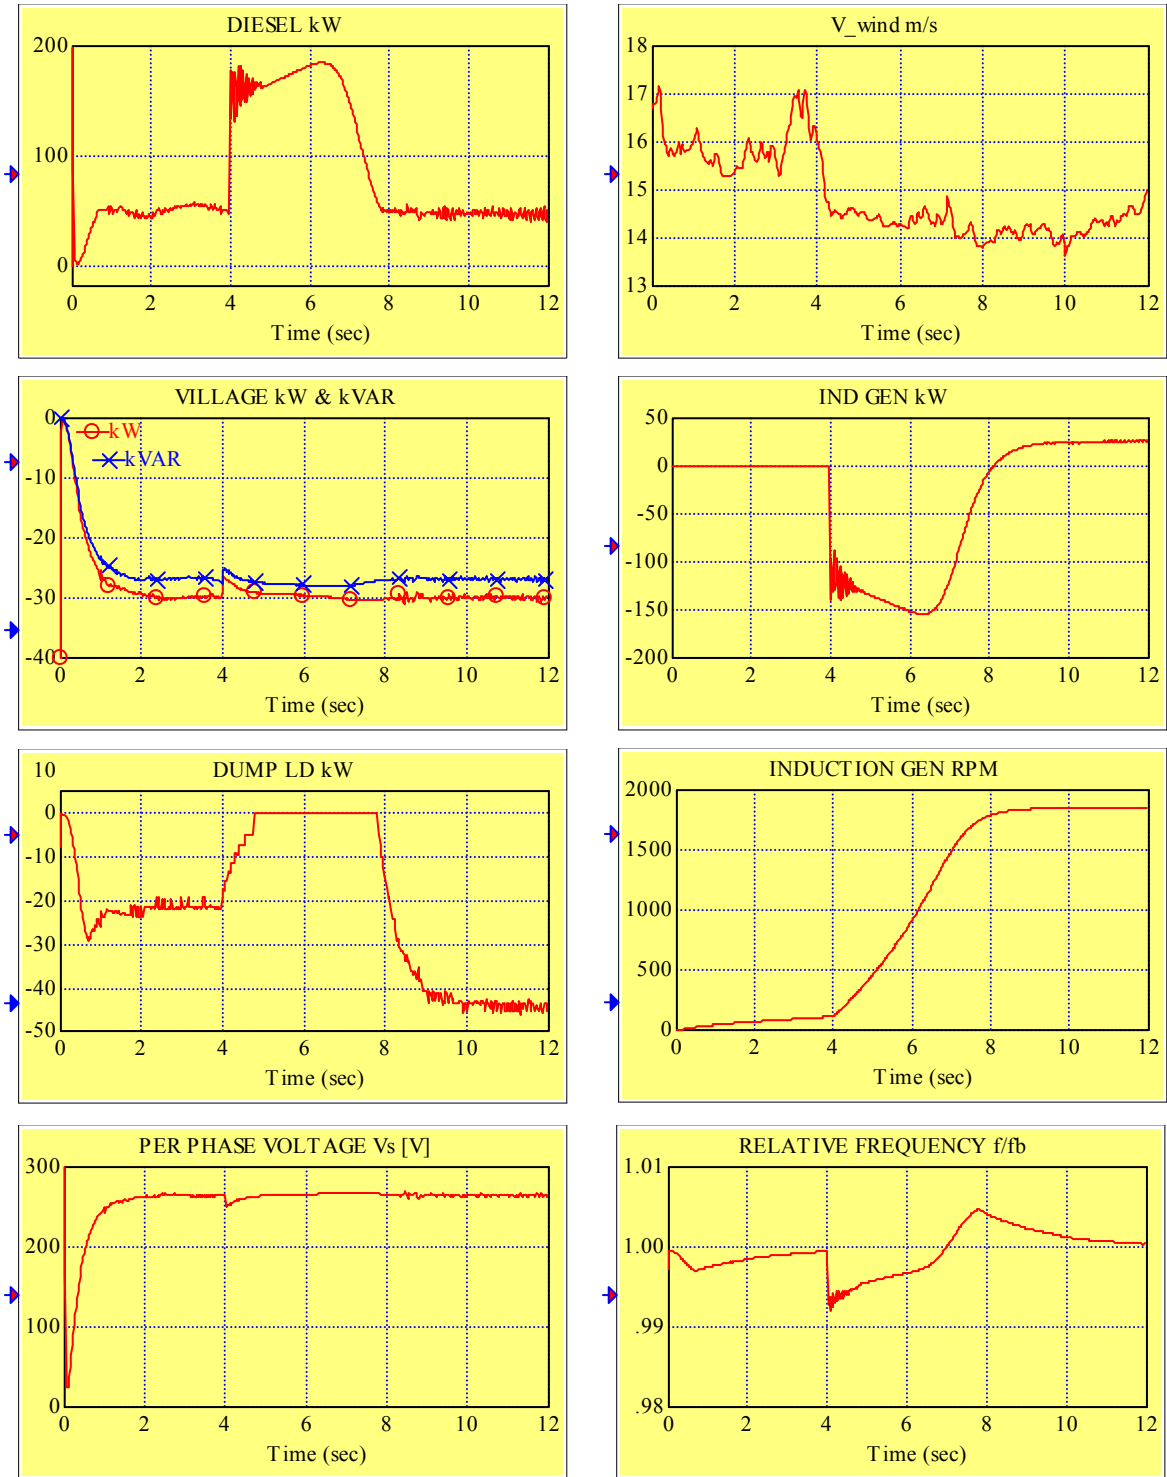 DIESEL kW
200
100
0
0 2 4 6 8 10 12
Time (sec)
V_wind m/s
18
17
16
15
14
13
0 2 4 6 8 10 12
Time (sec)
VILLAGE kW & kVAR
0
kW
kVAR
-10
-20
-30
-40
0 2 4 6 8 10 12
Time (sec)
IND GEN kW
50
0
-50
-100
-150
-200
0 2 4 6 8 10 12
Time (sec)
DUMP LD kW
10
0
-10
-20
-30
-40
-50
0 2 4 6 8 10 12
Time (sec)
INDUCTION GEN RPM
2000
1500
1000
500
0
0 2 4 6 8 10 12
Time (sec)
PER PHASE VOLTAGE Vs [V]
300
200
100
0
0 2 4 6 8 10 12
Time (sec)
RELATIVE FREQUENCY f/fb
1.01
1.00
.99
.98
0 2 4 6 8 10 12
Time (sec)